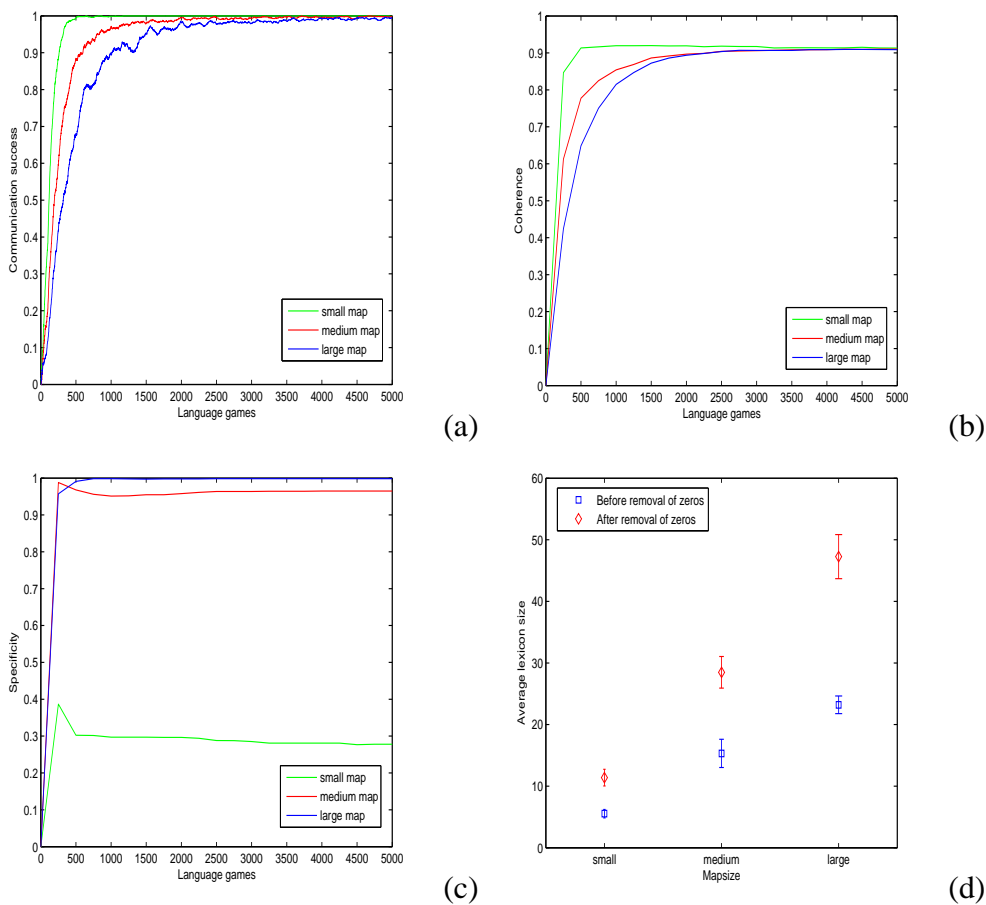 1
0.9
0.8
0.7
0.6
0.5
0.4
0.3
0.2
0.1
0
Communication success
0 500 1000 1500 2000 2500 3000 3500 4000 4500 5000
Language games
small map
medium map
large map
(a)
1
0.9
0.8
0.7
0.6
0.5
0.4
0.3
0.2
0.1
0
Coherence
0 500 1000 1500 2000 2500 3000 3500 4000 4500 5000
Language games
small map
medium map
large map
(b)
1
0.9
0.8
0.7
0.6
0.5
0.4
0.3
0.2
0.1
0
Specificity
0 500 1000 1500 2000 2500 3000 3500 4000 4500 5000
Language games
small map
medium map
large map
(c)
60
50
40
30
20
10
0
Average lexicon size
Before removal of zeros
After removal of zeros
small medium large
Mapsize
(d)